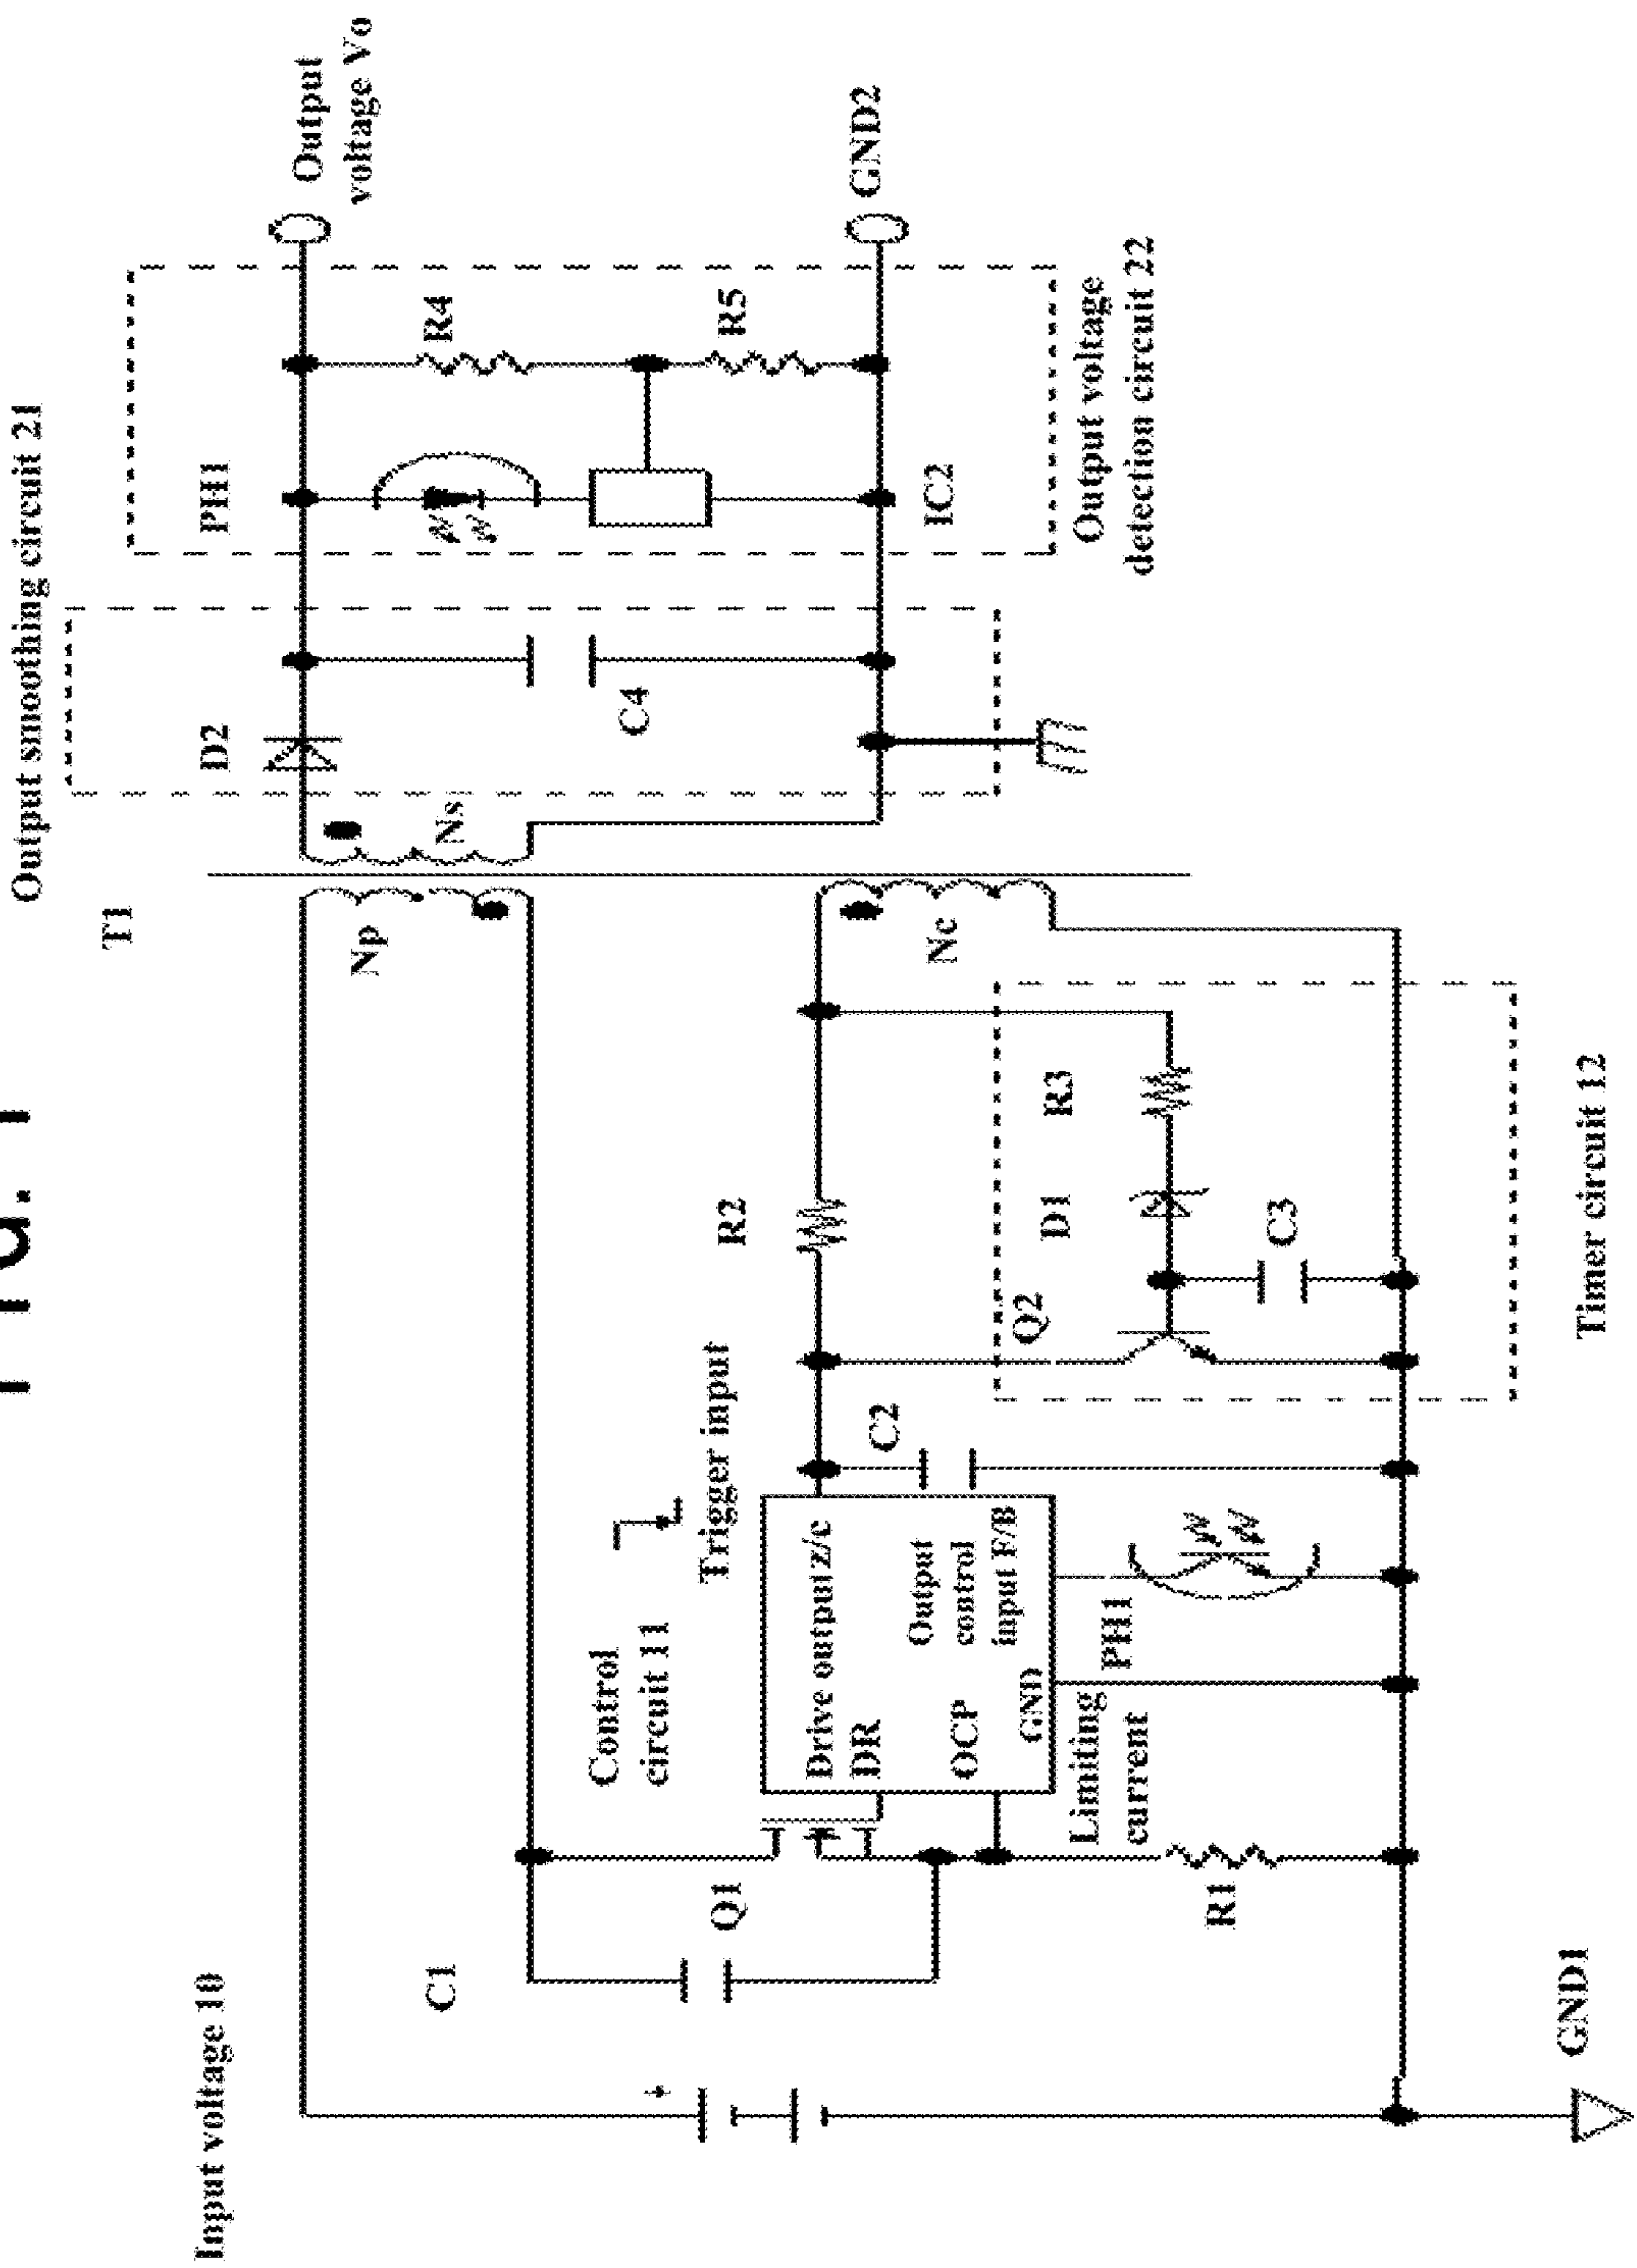 FIG. 1
Input voltage 10
T1
Output smoothing circuit 21
Output
voltage Vo
C1
Np
Ns
D2
PH1
R4
C4
R5
GND2
IC2
Output voltage
detection circuit 22
Control
circuit 11
Trigger input
Q1
Drive output z/c
DR
Output
control
input F/B
OCP
GND
C2
R2
Nc
Q2
D1
R3
C3
Limiting
current
PH1
R1
Timer circuit 12
GND1